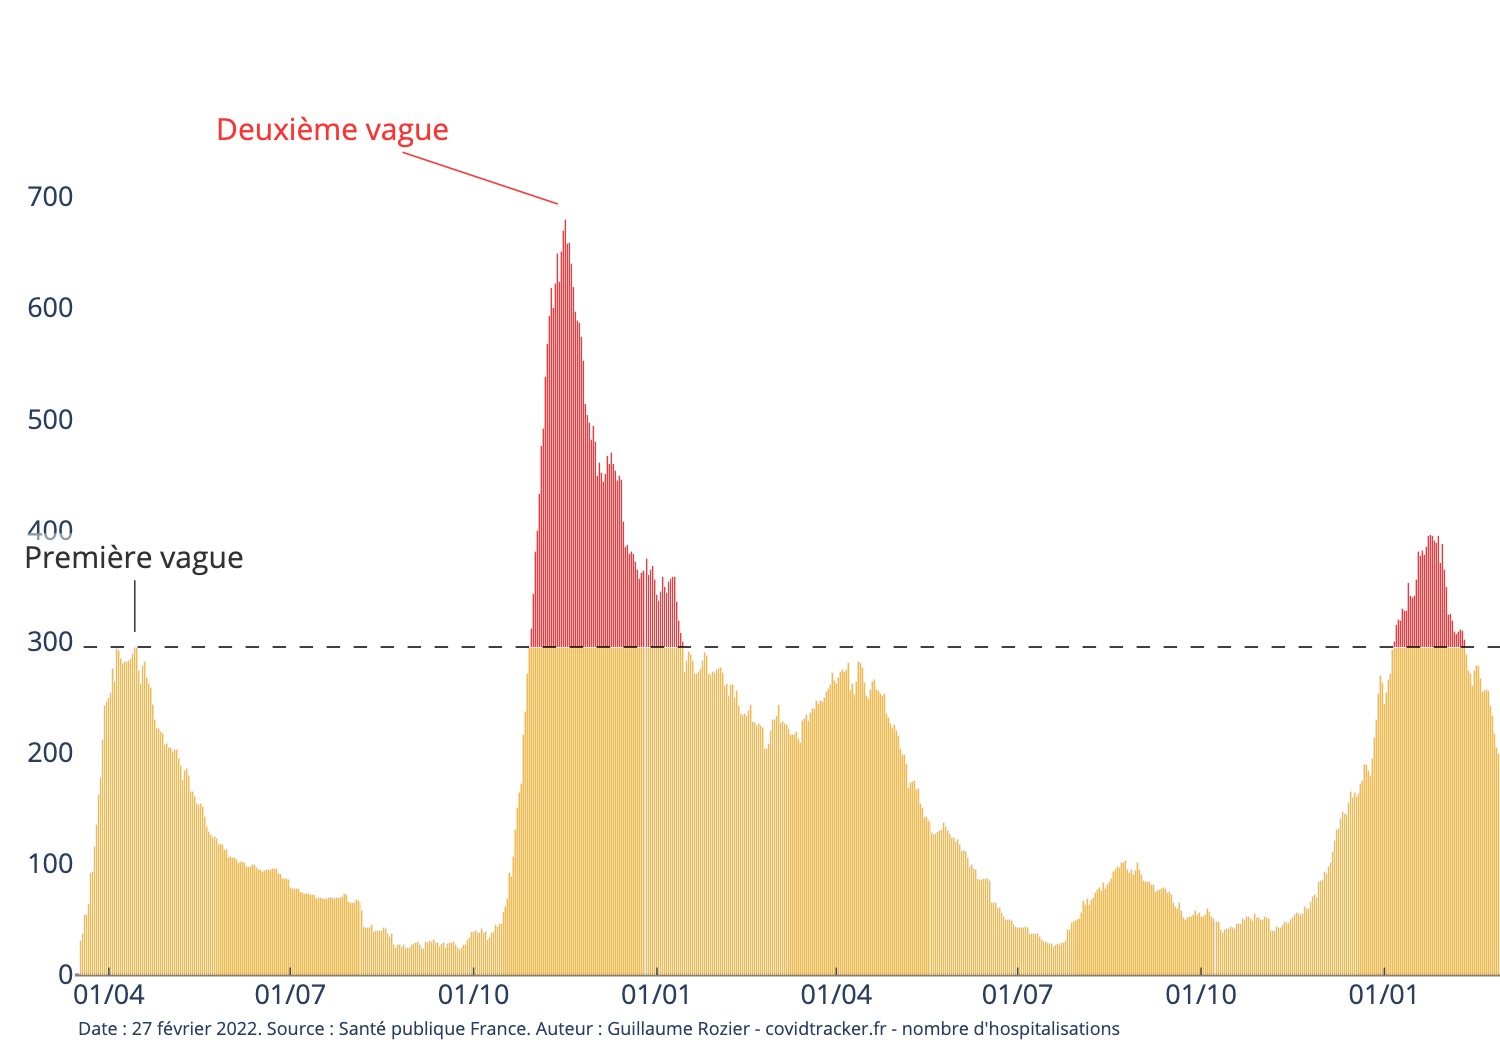 Deuxième vague
700
600
500
400
Première vague
300
200
100
0
01/04 01/07 01/10 01/01 01/04 01/07 01/10 01/01
Date : 27 février 2022. Source : Santé publique France. Auteur : Guillaume Rozier - covidtracker.fr - nombre d'hospitalisations